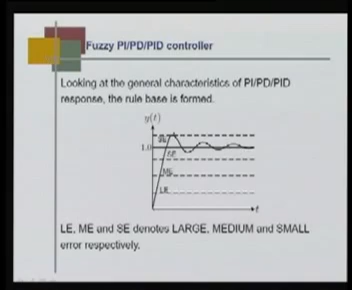 Fuzzy PI/PD/PID controller
Looking at the general characteristics of PI/PD/PID
response, the rule base is formed.
y(t)
SE
1.0
SE
ME
LE
t
LE, ME and SE denotes LARGE, MEDIUM and SMALL
error respectively.